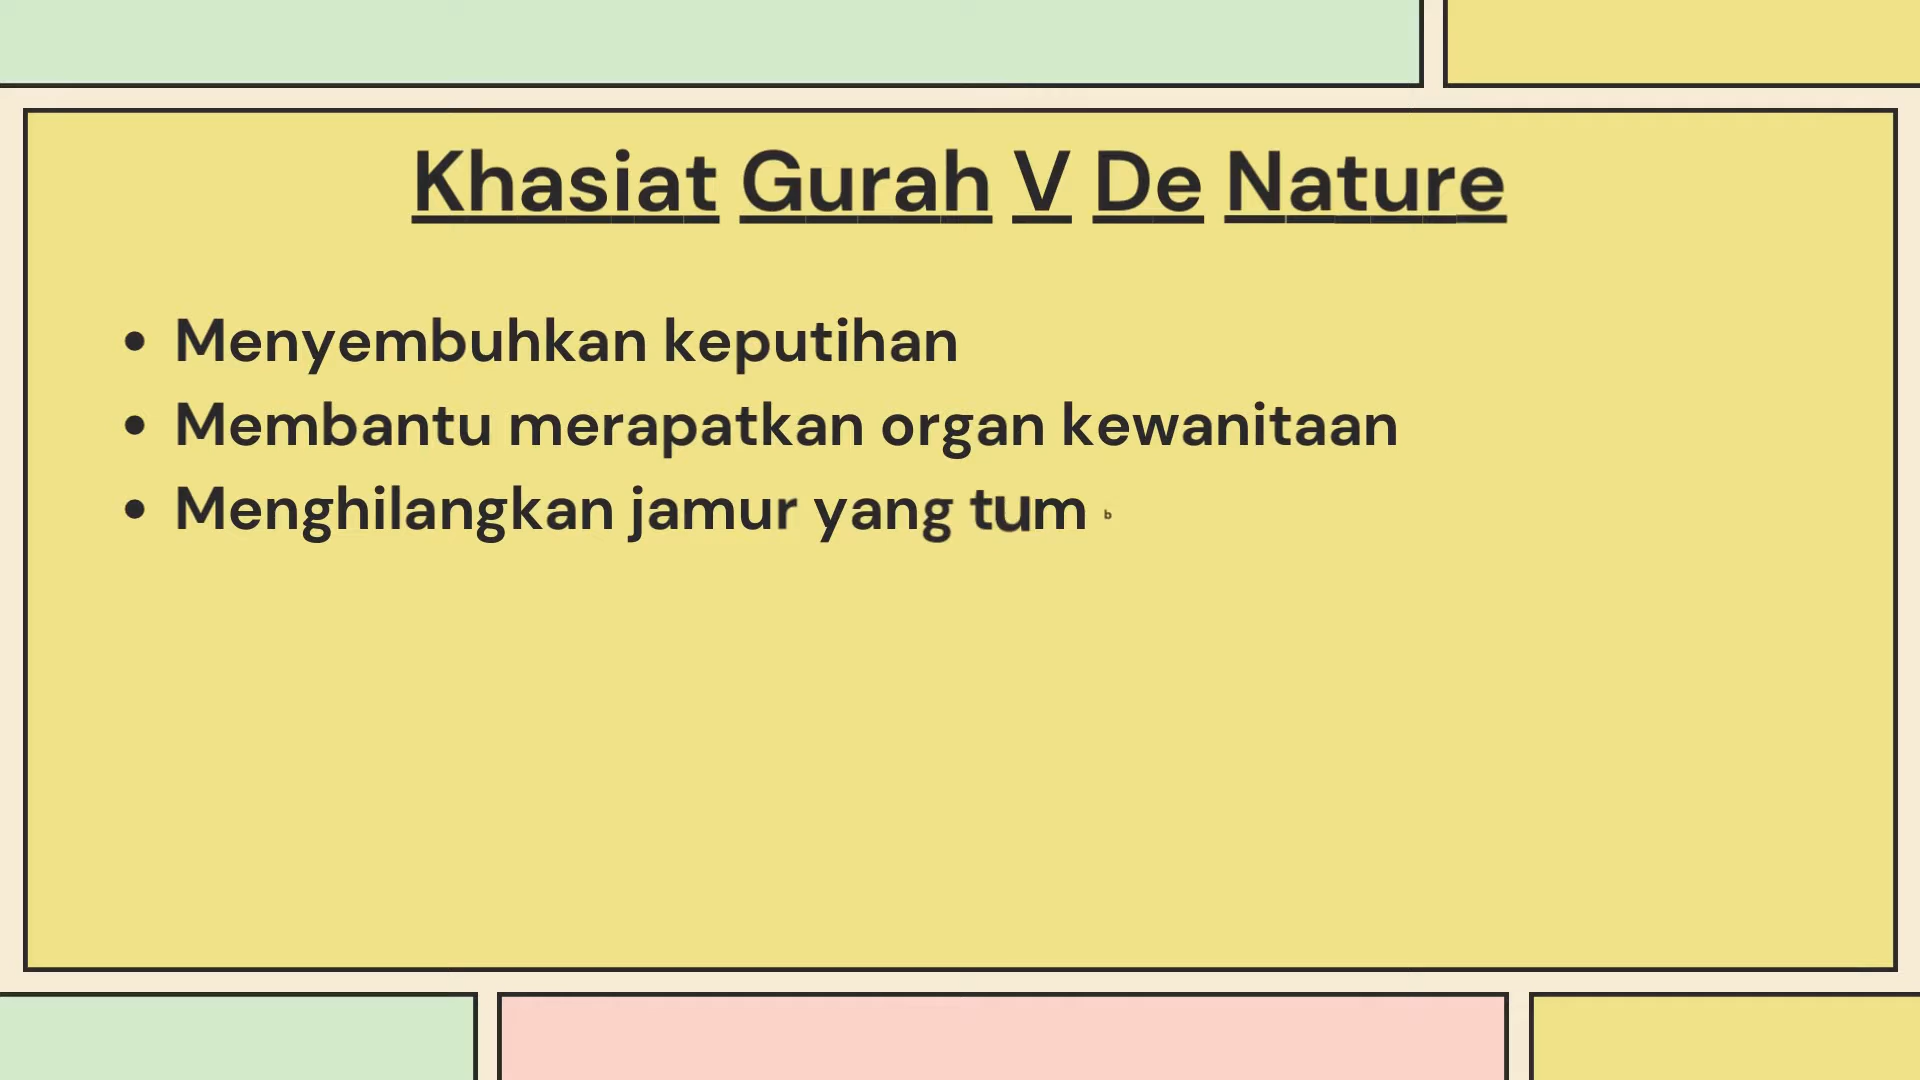 Khasiat Gurah V De Nature
• Menyembuhkan keputihan
• Membantu merapatkan organ kewanitaan
• Menghilangkan jamur yang tum b